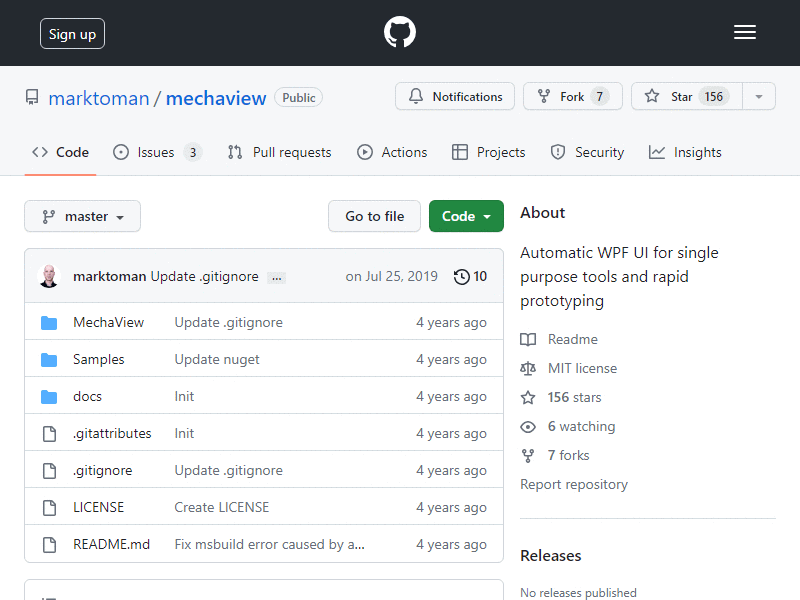 Sign up
marktoman / mechaview Public
Notifications Fork 7 Star 156
Code Issues 3 Pull requests Actions Projects Security Insights
master Go to file Code
marktoman Update .gitignore ... on Jul 25, 2019 10
MechaView Update .gitignore 4 years ago
Samples Update nuget 4 years ago
docs Init 4 years ago
.gitattributes Init 4 years ago
.gitignore Update .gitignore 4 years ago
LICENSE Create LICENSE 4 years ago
README.md Fix msbuild error caused by a... 4 years ago
About
Automatic WPF UI for single
purpose tools and rapid
prototyping
Readme
MIT license
156 stars
6 watching
7 forks
Report repository
Releases
No releases published